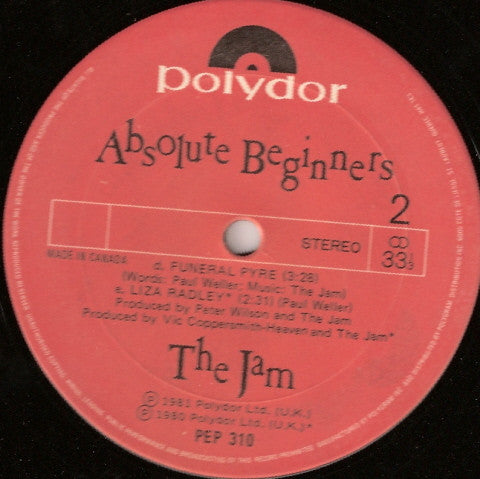 polydor
Absolute Beginners
2
STEREO
33⅓
MADE IN CANADA
d. FUNERAL PYRE (3:28)
(Words: Paul Weller; Music: The Jam)
e. LIZA RADLEY* (2:31) (Paul Weller)
Produced by Peter Wilson and The Jam
Produced by Vic Coppersmith-Heaven and The Jam*
The Jam
Ⓟ 1981 Polydor Ltd. (U.K.)
Ⓟ 1980 Polydor Ltd. (U.K.)*
PEP 310